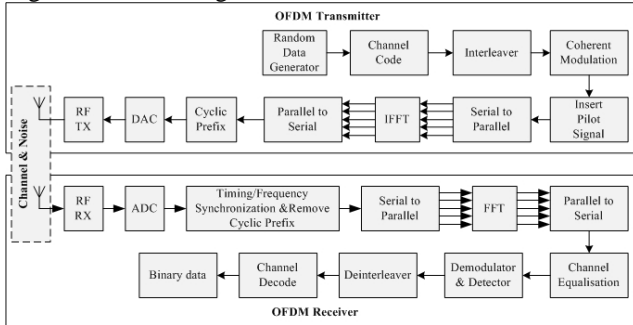 OFDM Transmitter
Random
Data
Generator
Channel
Code
Interleaver
Coherent
Modulation
RF
TX
DAC
Cyclic
Prefix
Parallel to
Serial
IFFT
Serial to
Parallel
Insert
Pilot
Signal
Channel & Noise
RF
RX
ADC
Timing/Frequency
Synchronization &Remove
Cyclic Prefix
Serial to
Parallel
FFT
Parallel to
Serial
Binary data
Channel
Decode
Deinterleaver
Demodulator
& Detector
Channel
Equalisation
OFDM Receiver